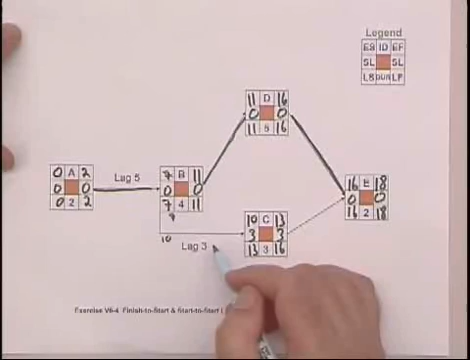 Legend
ES ID EF
SL SL
LS DUR LF
11 D 16
0 0
11 5 16
0 A 2
0 0
0 2 2
Lag 5
7 B 11
0 0
7 4 11
16 E 18
0 0
16 2 18
10 C 13
3 3
13 3 16
10
Lag 3
Exercise V6-4 Finish-to-Start & Start-to-Start (